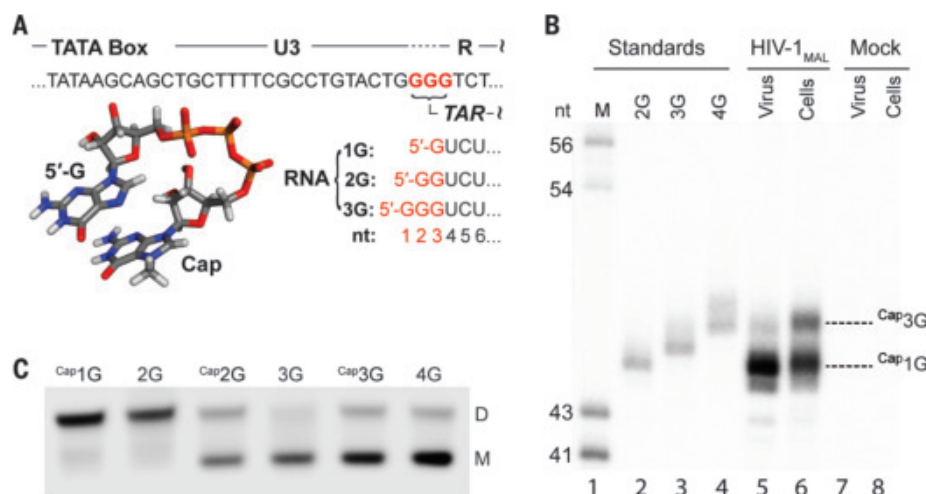 A
TATA Box U3 R
...TATAAGCAGCTGCTTTTCGCCTGTACTGGGGTCT...
TAR
5′-G
Cap
RNA
1G: 5′-GUCU...
2G: 5′-GGUCU...
3G: 5′-GGGUCU...
nt: 1 2 3 4 5 6...
B
Standards HIV-1MAL Mock
nt M 2G 3G 4G Virus Cells Virus Cells
56
54
Cap3G
Cap1G
43
41
1 2 3 4 5 6 7 8
C
Cap1G 2G Cap2G 3G Cap3G 4G
D
M